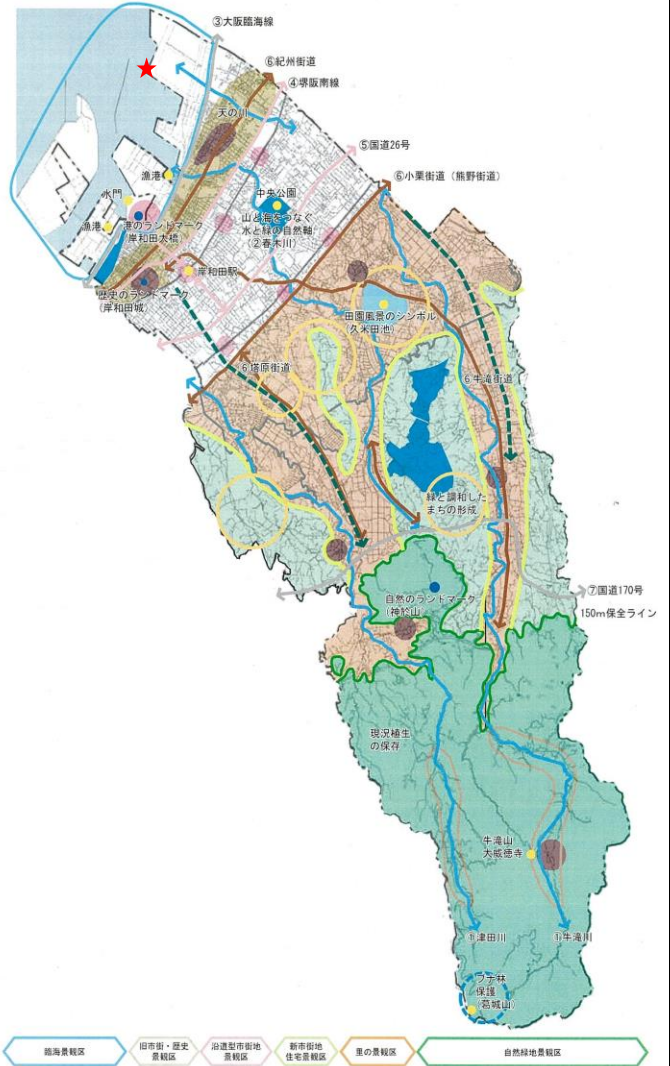 ③大阪臨海線
⑥紀州街道
④堺阪南線
天の川
⑤国道26号
漁港
中央公園
⑥小栗街道（熊野街道）
水門
山と海をつなぐ
水と緑の自然軸
（②春木川）
漁港
港のランドマーク
岸和田大橋
岸和田駅
歴史のランドマーク
（岸和田城）
田園風景のシンボル
（久米田池）
⑥塔原街道
⑥牛滝街道
緑と調和した
まちの形成
⑦国道170号
自然のランドマーク
（神於山）
150m保全ライン
現況植生
の保存
牛滝山
大威徳寺
①津田川
①牛滝川
ブナ林
保護
（葛城山）
臨海景観区
旧市街・歴史
景観区
沿道型市街地
景観区
新市街地
住宅景観区
里の景観区
自然緑地景観区